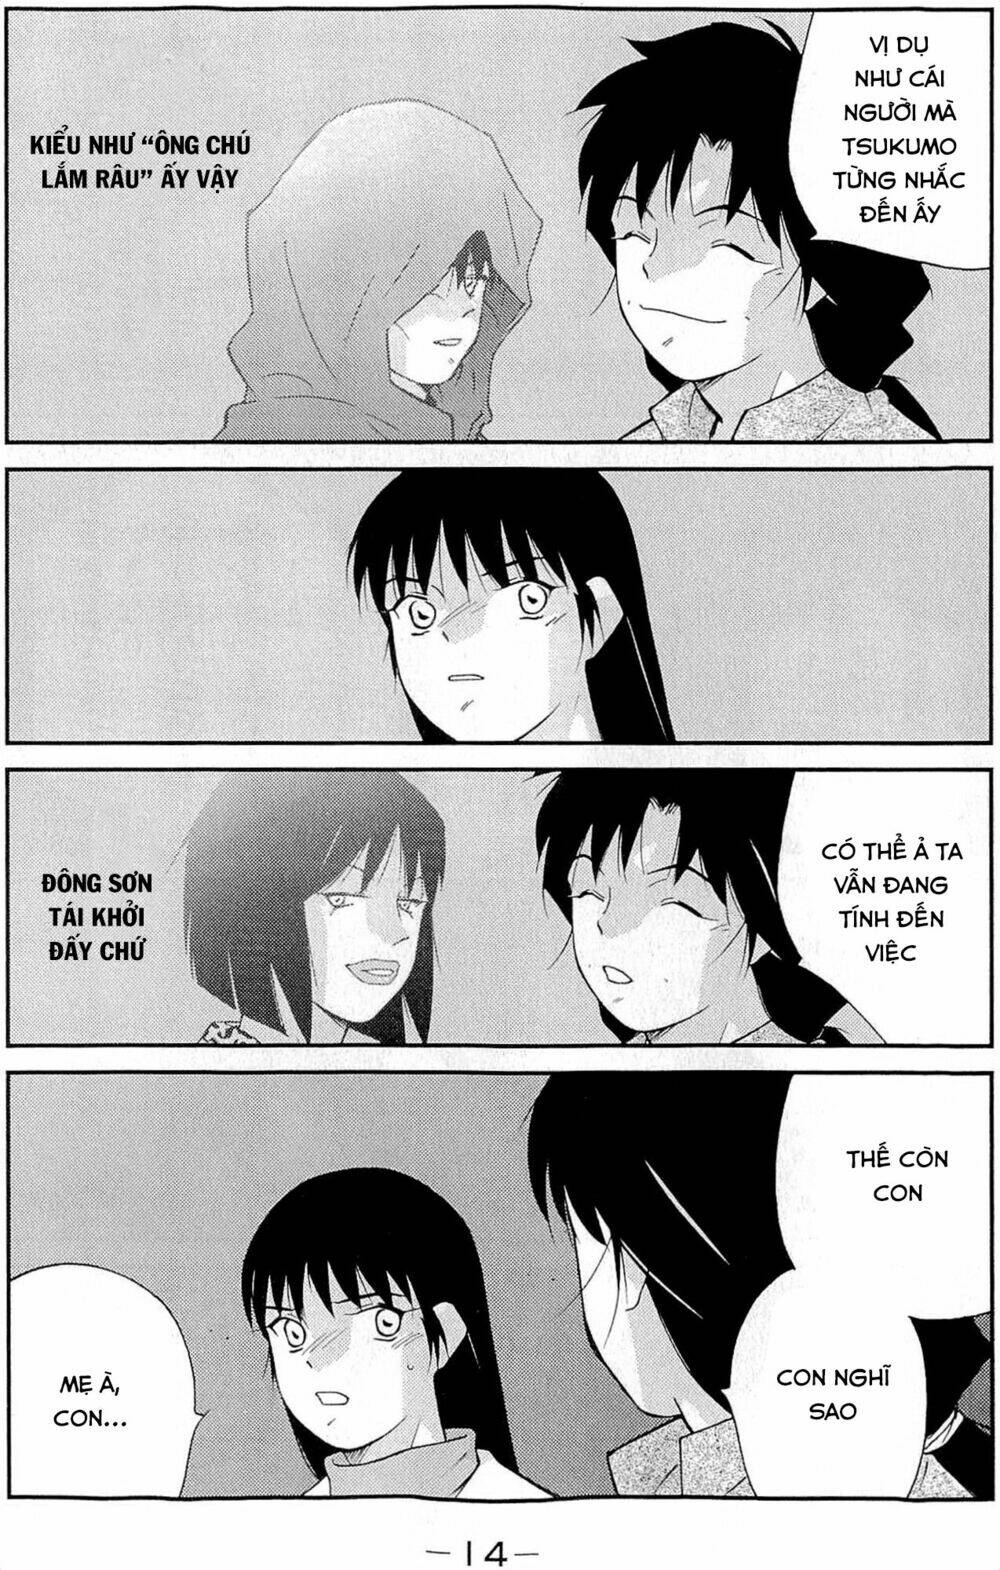 VỊ DỤ
NHƯ CÁI
NGƯỜI MÀ
TSUKUMO
TỪNG NHẮC
ĐẾN ẤY
KIỂU NHƯ “ÔNG CHÚ
LẮM RÂU” ẤY VẬY
CÓ THỂ Ả TA
VẪN ĐANG
TÍNH ĐẾN
VIỆC
ĐÔNG SƠN
TÁI KHỞI
ĐẤY CHỨ
THẾ CÒN
CON
CON NGHĨ
SAO
MẸ À,
CON...
-14-